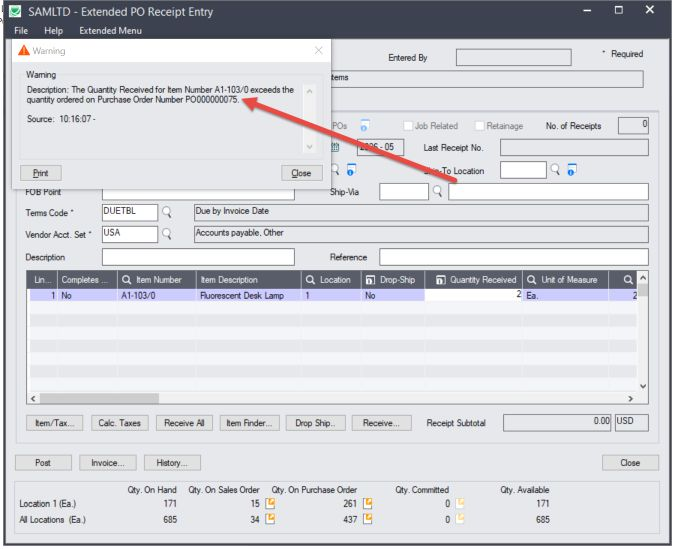 SAMLTD - Extended PO Receipt Entry
File Help Extended Menu
Warning
Entered By
* Required
Warning
Description: The Quantity Received for Item Number A1-103/0 exceeds the
quantity ordered on Purchase Order Number PO000000075.
Source: 10:16:07 -
Print
Close
items
POs
Job Related
Retainage
No. of Receipts
0
- 05
Last Receipt No.
Ship-To Location
FOB Point
Ship-Via
Terms Code *
DUETBL
Due by Invoice Date
Vendor Acct. Set *
USA
Accounts payable, Other
Description
Reference
Lin... Completes ... Item Number Item Description Location Drop-Ship Quantity Received Unit of Measure
1 No A1-103/0 Fluorescent Desk Lamp 1 No 2 Ea. 2
Item/Tax... Calc. Taxes Receive All Item Finder... Drop Ship.. Receive... Receipt Subtotal 0.00 USD
Post Invoice... History... Close
Qty. On Hand Qty. On Sales Order Qty. On Purchase Order Qty. Committed Qty. Available
Location 1 (Ea.) 171 15 261 0 171
All Locations (Ea.) 685 34 437 0 685